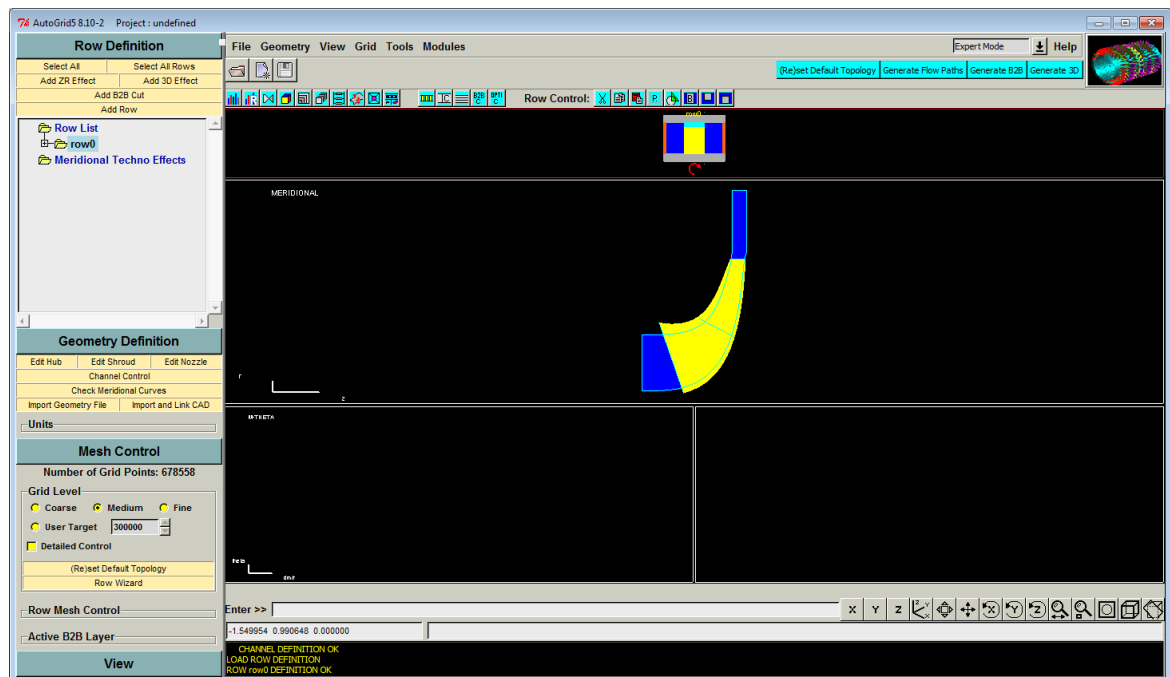 AutoGrid5 8.10-2 Project : undefined
Row Definition
Select All Select All Rows
Add ZR Effect Add 3D Effect
Add B2B Cut
Add Row
Row List
row0
Meridional Techno Effects
Geometry Definition
Edit Hub Edit Shroud Edit Nozzle
Channel Control
Check Meridional Curves
Import Geometry File Import and Link CAD
Units
Mesh Control
Number of Grid Points: 678558
Grid Level
Coarse Medium Fine
User Target 300000
Detailed Control
(Re)set Default Topology
Row Wizard
Row Mesh Control
Active B2B Layer
View
File Geometry View Grid Tools Modules
Expert Mode Help
(Re)set Default Topology Generate Flow Paths Generate B2B Generate 3D
Row Control:
row0
MERIDIONAL
r
z
M-THETA
Enter >>
X Y Z
-1.549954 0.990648 0.000000
CHANNEL DEFINITION OK
LOAD ROW DEFINITION
ROW row0 DEFINITION OK